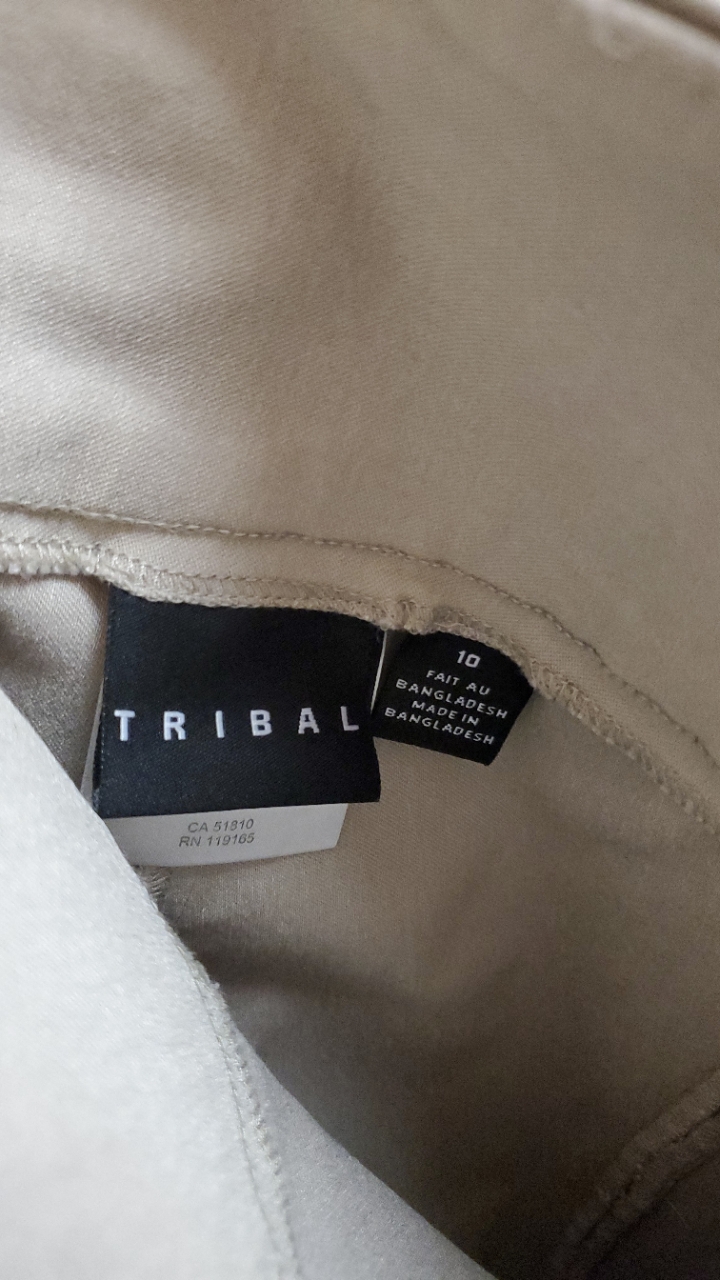 TRIBAL
10
FAIT AU
BANGLADESH
MADE IN
BANGLADESH
CA 51810
RN 119165